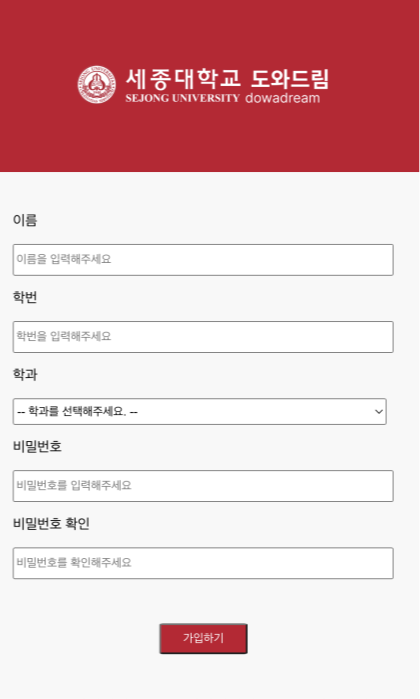 세종대학교 도와드림
SEJONG UNIVERSITY dowadream
이름
이름을 입력해주세요
학번
학번을 입력해주세요
학과
-- 학과를 선택해주세요. --
비밀번호
비밀번호를 입력해주세요
비밀번호 확인
비밀번호를 확인해주세요
가입하기